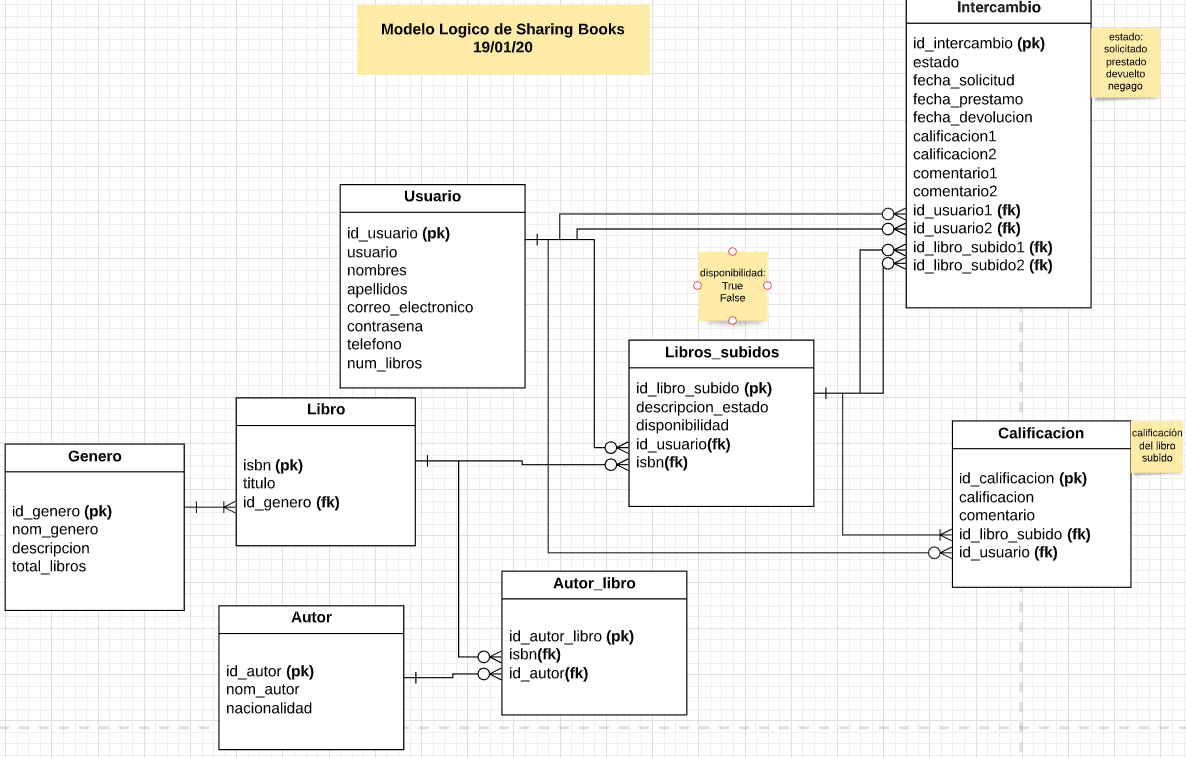 Modelo Logico de Sharing Books
19/01/20
Intercambio
id_intercambio (pk)
estado
fecha_solicitud
fecha_prestamo
fecha_devolucion
calificacion1
calificacion2
comentario1
comentario2
id_usuario1 (fk)
id_usuario2 (fk)
id_libro_subido1 (fk)
id_libro_subido2 (fk)
estado:
solicitado
prestado
devuelto
negago
Usuario
id_usuario (pk)
usuario
nombres
apellidos
correo_electronico
contrasena
telefono
num_libros
disponibilidad:
True
False
Libros_subidos
id_libro_subido (pk)
descripcion_estado
disponibilidad
id_usuario(fk)
isbn(fk)
Libro
isbn (pk)
titulo
id_genero (fk)
Genero
id_genero (pk)
nom_genero
descripcion
total_libros
Calificacion
id_calificacion (pk)
calificacion
comentario
id_libro_subido (fk)
id_usuario (fk)
calificación
del libro
subido
Autor_libro
id_autor_libro (pk)
isbn(fk)
id_autor(fk)
Autor
id_autor (pk)
nom_autor
nacionalidad